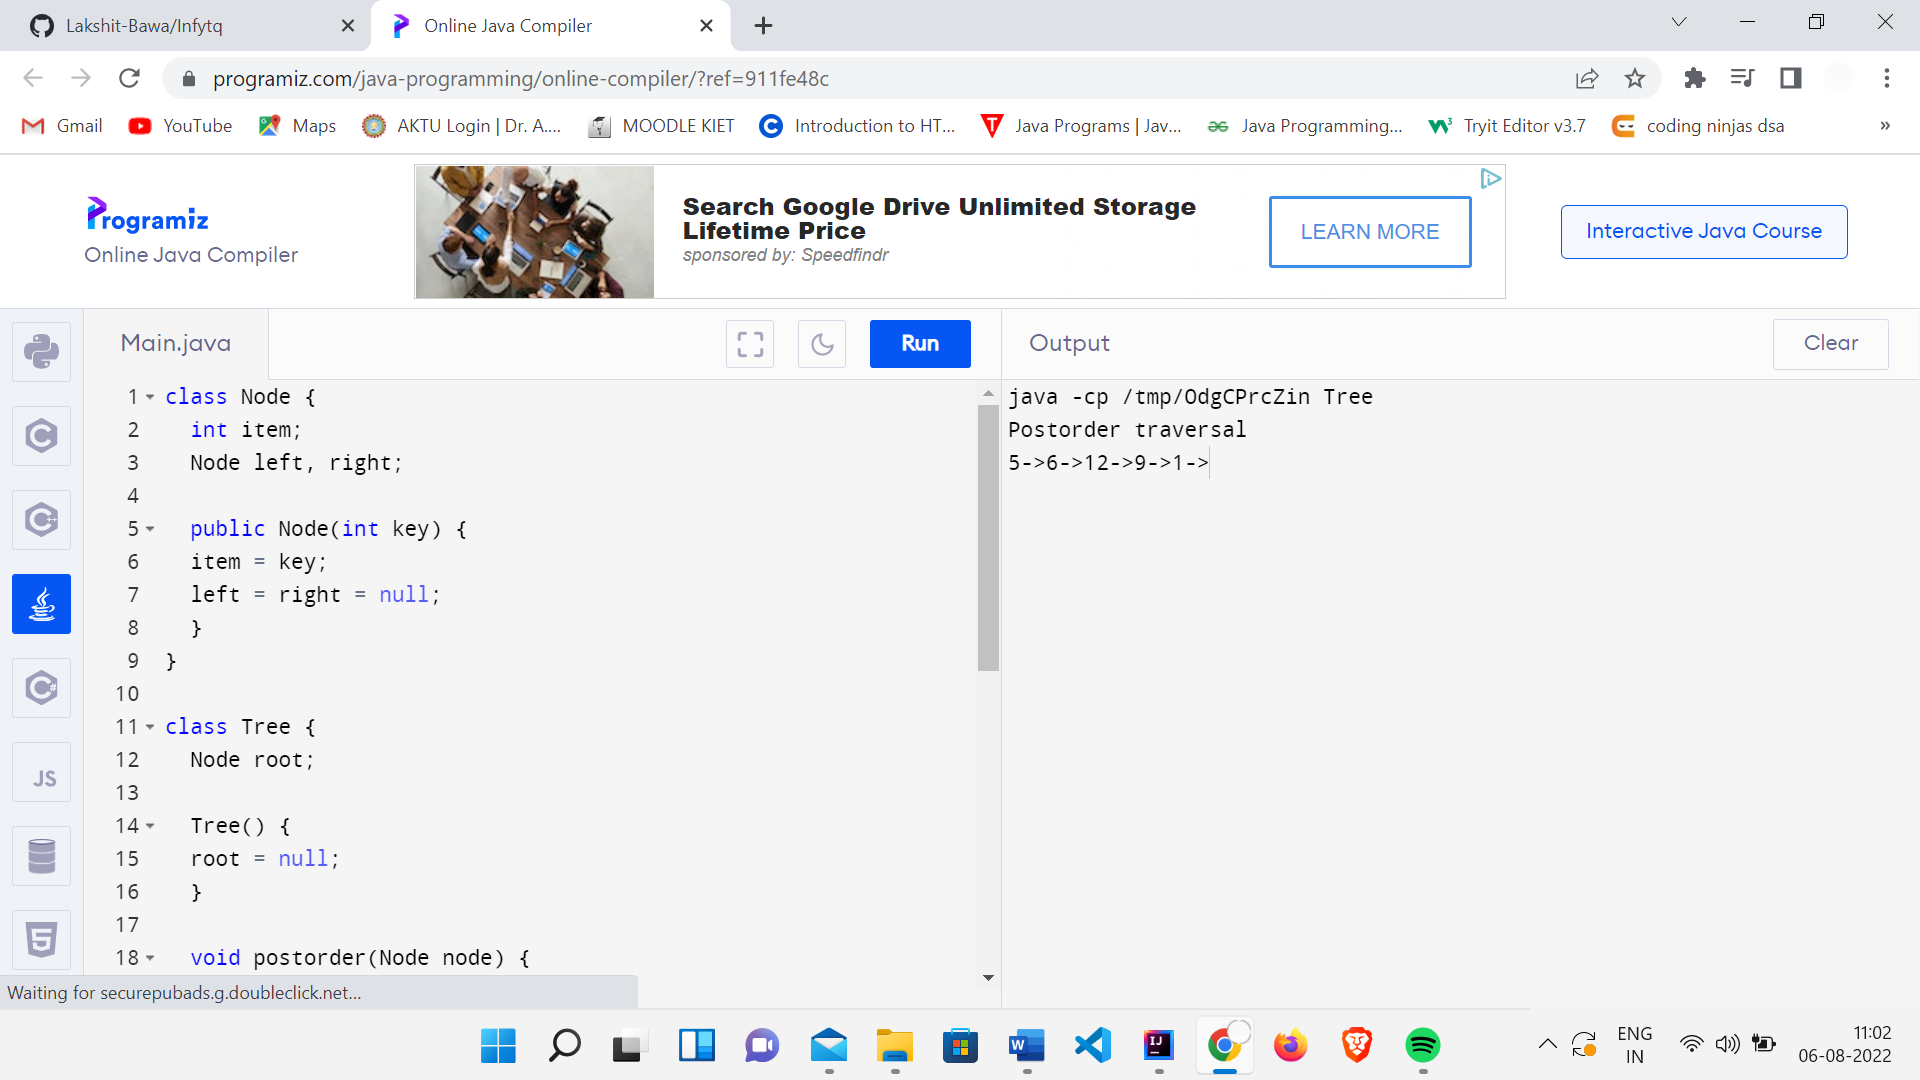 Lakshit-Bawa/Infytq
Online Java Compiler
programiz.com/java-programming/online-compiler/?ref=911fe48c
Gmail YouTube Maps AKTU Login | Dr. A.... MOODLE KIET Introduction to HT... Java Programs | Jav... Java Programming... Tryit Editor v3.7 coding ninjas dsa »
Programiz
Online Java Compiler
Search Google Drive Unlimited Storage
Lifetime Price
sponsored by: Speedfindr
LEARN MORE
Interactive Java Course
Main.java
Run
Output
Clear
1 class Node {
2 int item;
3 Node left, right;
4
5 public Node(int key) {
6 item = key;
7 left = right = null;
8 }
9 }
10
11 class Tree {
12 Node root;
13
14 Tree() {
15 root = null;
16 }
17
18 void postorder(Node node) {
java -cp /tmp/OdgCPrcZin Tree
Postorder traversal
5->6->12->9->1->
JS
Waiting for securepubads.g.doubleclick.net...
ENG
IN
11:02
06-08-2022